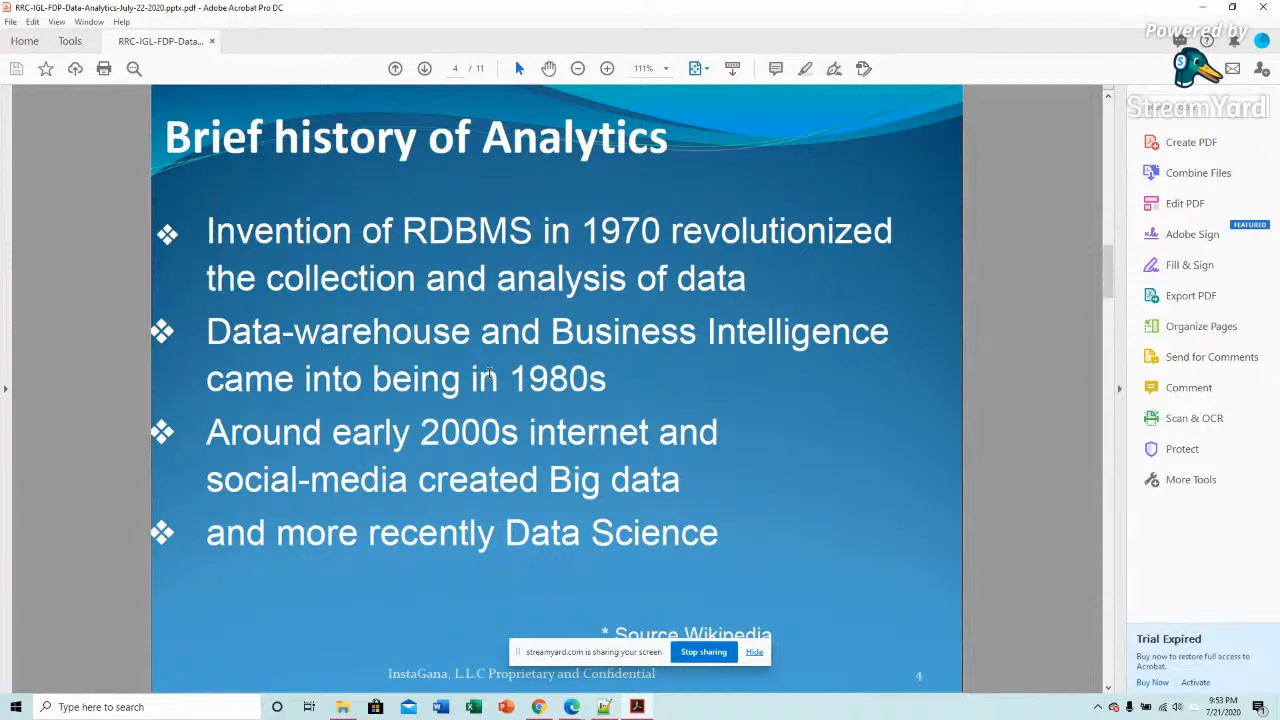 RRC-IGL-FDP-Data-Analytics-July-22-2020.pptx.pdf - Adobe Acrobat Pro DC
File Edit View Window Help
Powered by
StreamYard
Home Tools RRC-IGL-FDP-Data... ×
4 / 11 111%
Brief history of Analytics
❖ Invention of RDBMS in 1970 revolutionized
the collection and analysis of data
❖ Data-warehouse and Business Intelligence
came into being in 1980s
❖ Around early 2000s internet and
social-media created Big data
❖ and more recently Data Science
* Source Wikipedia
streamyard.com is sharing your screen. Stop sharing Hide
InstaGana, L.L.C Proprietary and Confidential 4
Create PDF
Combine Files
Edit PDF
FEATURED
Adobe Sign
Fill & Sign
Export PDF
Organize Pages
Send for Comments
Comment
Scan & OCR
Protect
More Tools
Trial Expired
Buy now to restore full access to
Acrobat.
Buy Now Activate
Type here to search
9:53 PM
7/21/2020